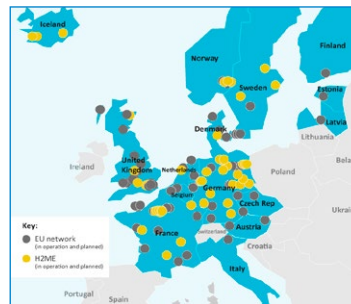 Iceland
Norway
Finland
Sweden
Estonia
Latvia
Denmark
Lithuania
Ireland
United
Kingdom
Netherlands
Poland
Belgium
Germany
Czech Rep
Key:
EU network
(in operation and planned)
H2ME
(in operation and planned)
France
Switzerland
Austria
Croatia
Italy
Portugal
Spain